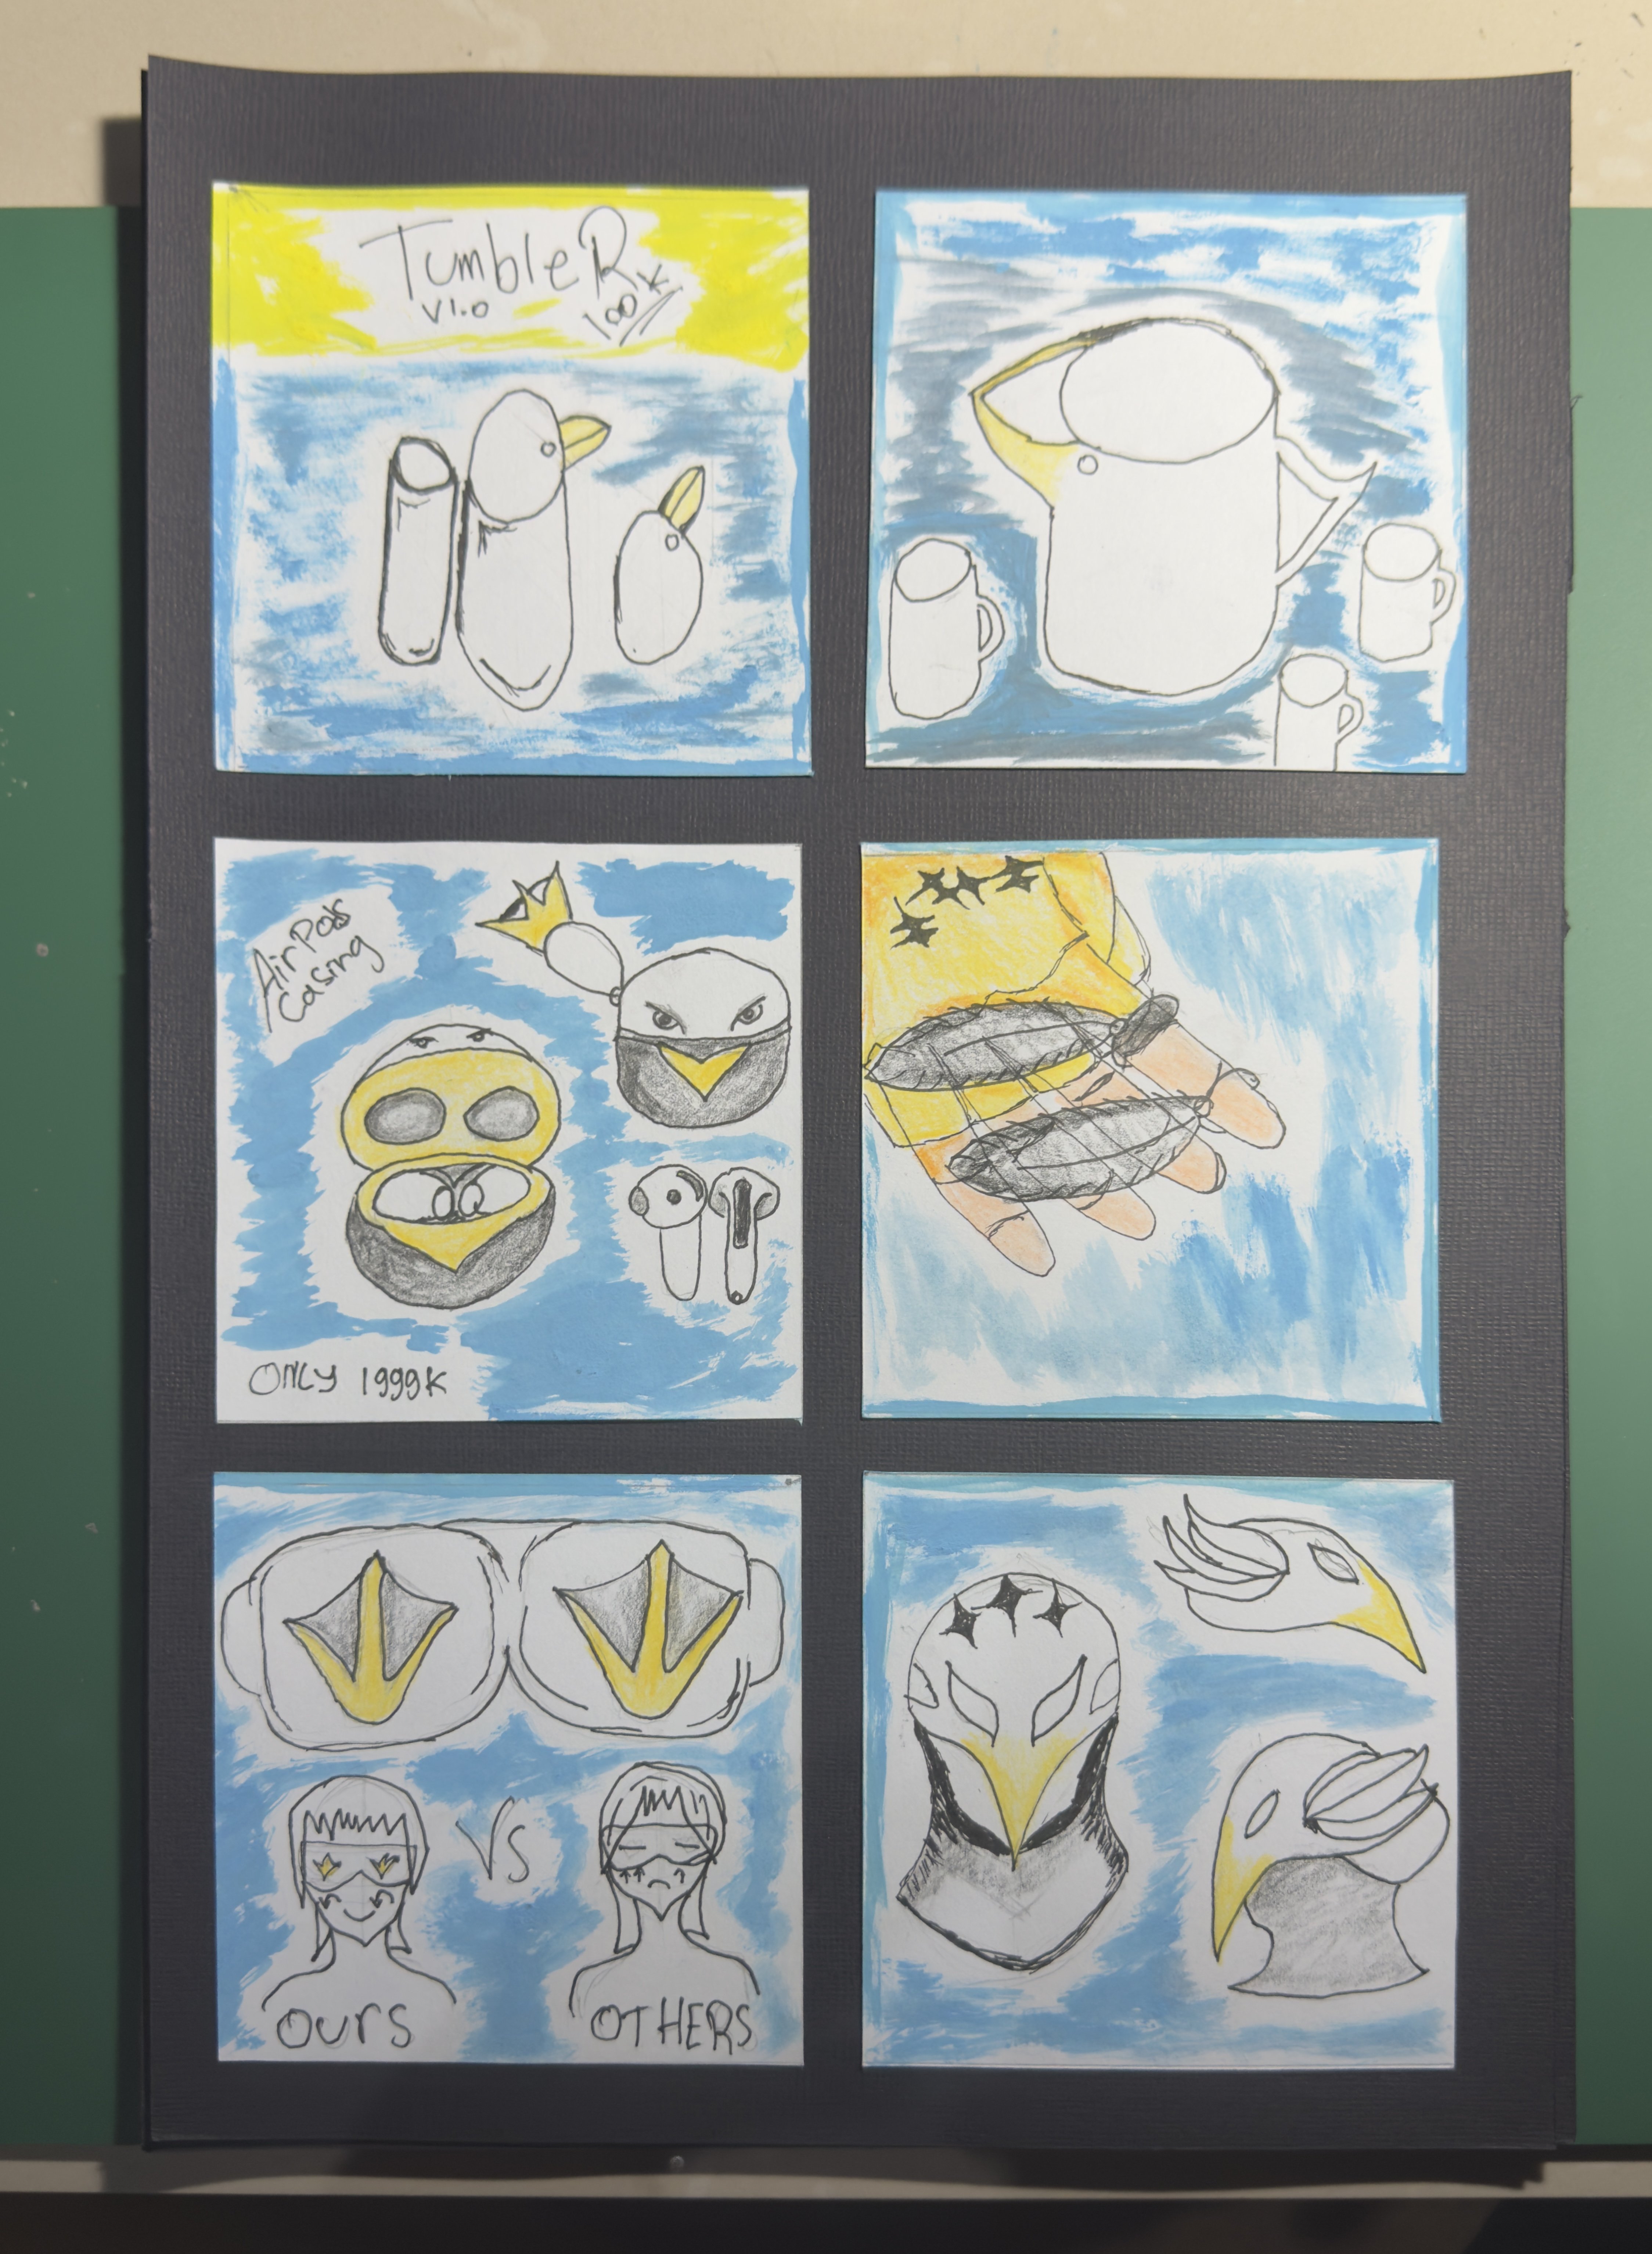 TumbleR
V1.0
100K
AirPods
Casing
ONLY 1999K
VS
OURS
OTHERS